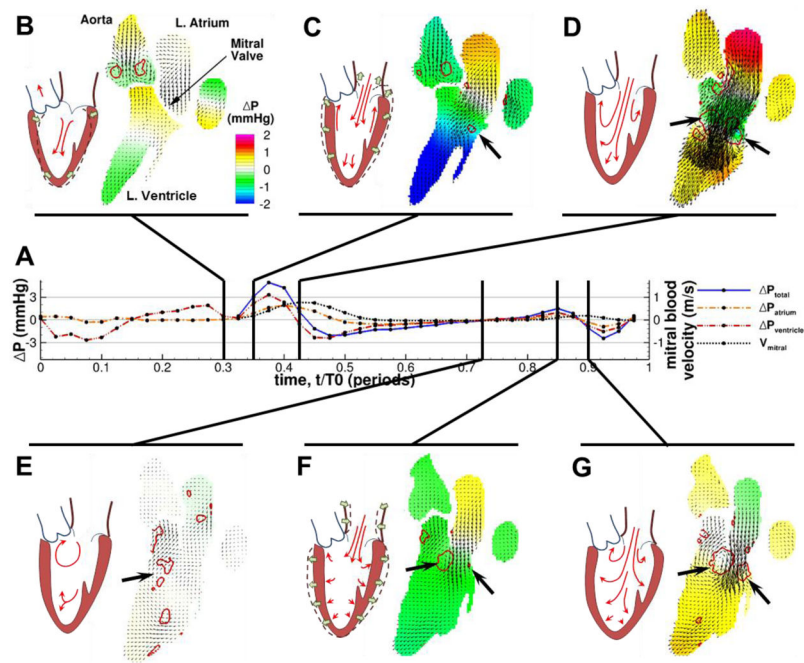 B
Aorta
L. Atrium
Mitral
Valve
ΔP
(mmHg)
2
1
0
-1
-2
L. Ventricle
C
D
A
ΔP (mmHg)
3
0
-3
0
0.1
0.2
0.3
0.4
0.5
0.6
0.7
0.8
0.9
1
time, t/T0 (periods)
1
0
-1
mitral blood
velocity (m/s)
ΔPtotal
ΔPatrium
ΔPventricle
Vmitral
E
F
G